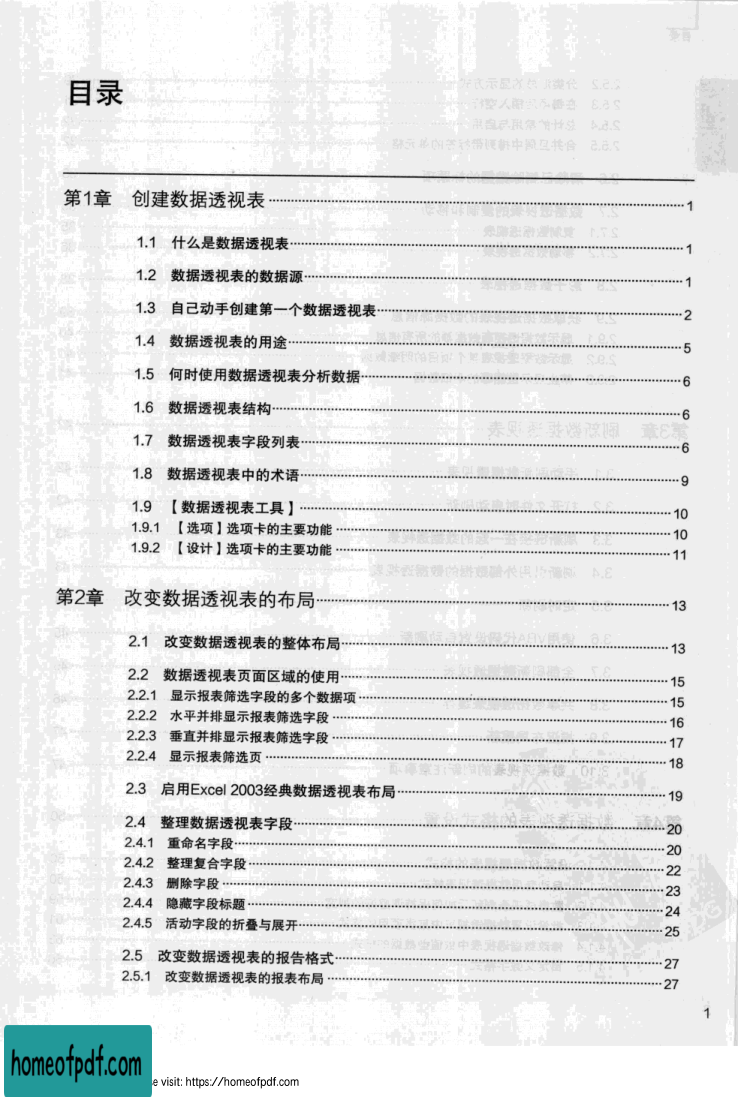 目录
第1章 创建数据透视表 1
1.1 什么是数据透视表 1
1.2 数据透视表的数据源 1
1.3 自己动手创建第一个数据透视表 2
1.4 数据透视表的用途 5
1.5 何时使用数据透视表分析数据 6
1.6 数据透视表结构 6
1.7 数据透视表字段列表 6
1.8 数据透视表中的术语 9
1.9 【数据透视表工具】 10
1.9.1 【选项】选项卡的主要功能 10
1.9.2 【设计】选项卡的主要功能 11
第2章 改变数据透视表的布局 13
2.1 改变数据透视表的整体布局 13
2.2 数据透视表页面区域的使用 15
2.2.1 显示报表筛选字段的多个数据项 15
2.2.2 水平并排显示报表筛选字段 16
2.2.3 垂直并排显示报表筛选字段 17
2.2.4 显示报表筛选页 18
2.3 启用Excel 2003经典数据透视表布局 19
2.4 整理数据透视表字段 20
2.4.1 重命名字段 20
2.4.2 整理复合字段 22
2.4.3 删除字段 23
2.4.4 隐藏字段标题 24
2.4.5 活动字段的折叠与展开 25
2.5 改变数据透视表的报告格式 27
2.5.1 改变数据透视表的报表布局 27
1
homeofpdf.com
e visit: https://homeofpdf.com